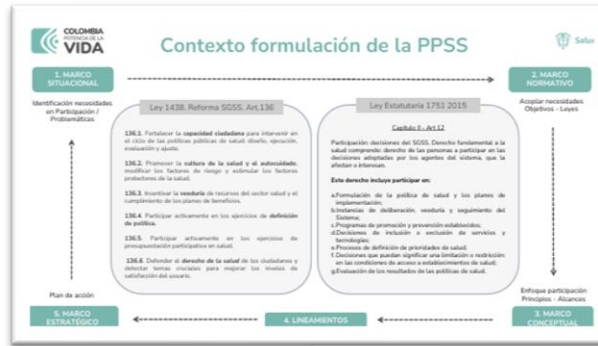 COLOMBIA
POTENCIA DE LA
VIDA
Contexto formulación de la PPSS
Salud
1. MARCO
SITUACIONAL
2. MARCO
NORMATIVO
Identificación necesidades
en Participación /
Problemáticas
Acoplar necesidades
Objetivos - Leyes
Ley 1438. Reforma SGSS. Art.136
136.1. Fortalecer la capacidad ciudadana para intervenir en
el ciclo de las políticas públicas de salud: diseño, ejecución,
evaluación y ajuste.
136.2. Promover la cultura de la salud y el autocuidado,
modificar los factores de riesgo y estimular los factores
protectores de la salud.
136.3. Incentivar la veeduría de recursos del sector salud y el
cumplimiento de los planes de beneficios.
136.4. Participar activamente en los ejercicios de definición
de política.
136.5. Participar activamente en los ejercicios de
presupuestación participativa en salud.
136.6. Defender el derecho de la salud de los ciudadanos y
detectar temas cruciales para mejorar los niveles de
satisfacción del usuario.
Ley Estatutaria 1751 2015
Capítulo II - Art 12
Participación: decisiones del SGSS. Derecho fundamental a la
salud comprende: derecho de las personas a participar en las
decisiones adoptadas por los agentes del sistema, que la
afectan o interesan.
Este derecho incluye participar en:
a.Formulación de la política de salud y los planes de
implementación;
b.Instancias de deliberación, veeduría y seguimiento del
Sistema;
c.Programas de promoción y prevención establecidos;
d.Decisiones de inclusión o exclusión de servicios y
tecnologías;
e.Procesos de definición de prioridades de salud;
f.Decisiones que puedan significar una limitación o restricción
en las condiciones de acceso a establecimientos de salud;
g.Evaluación de los resultados de las políticas de salud.
Plan de acción
Enfoque participación
Principios - Alcances
5. MARCO
ESTRATÉGICO
4. LINEAMIENTOS
3. MARCO
CONCEPTUAL